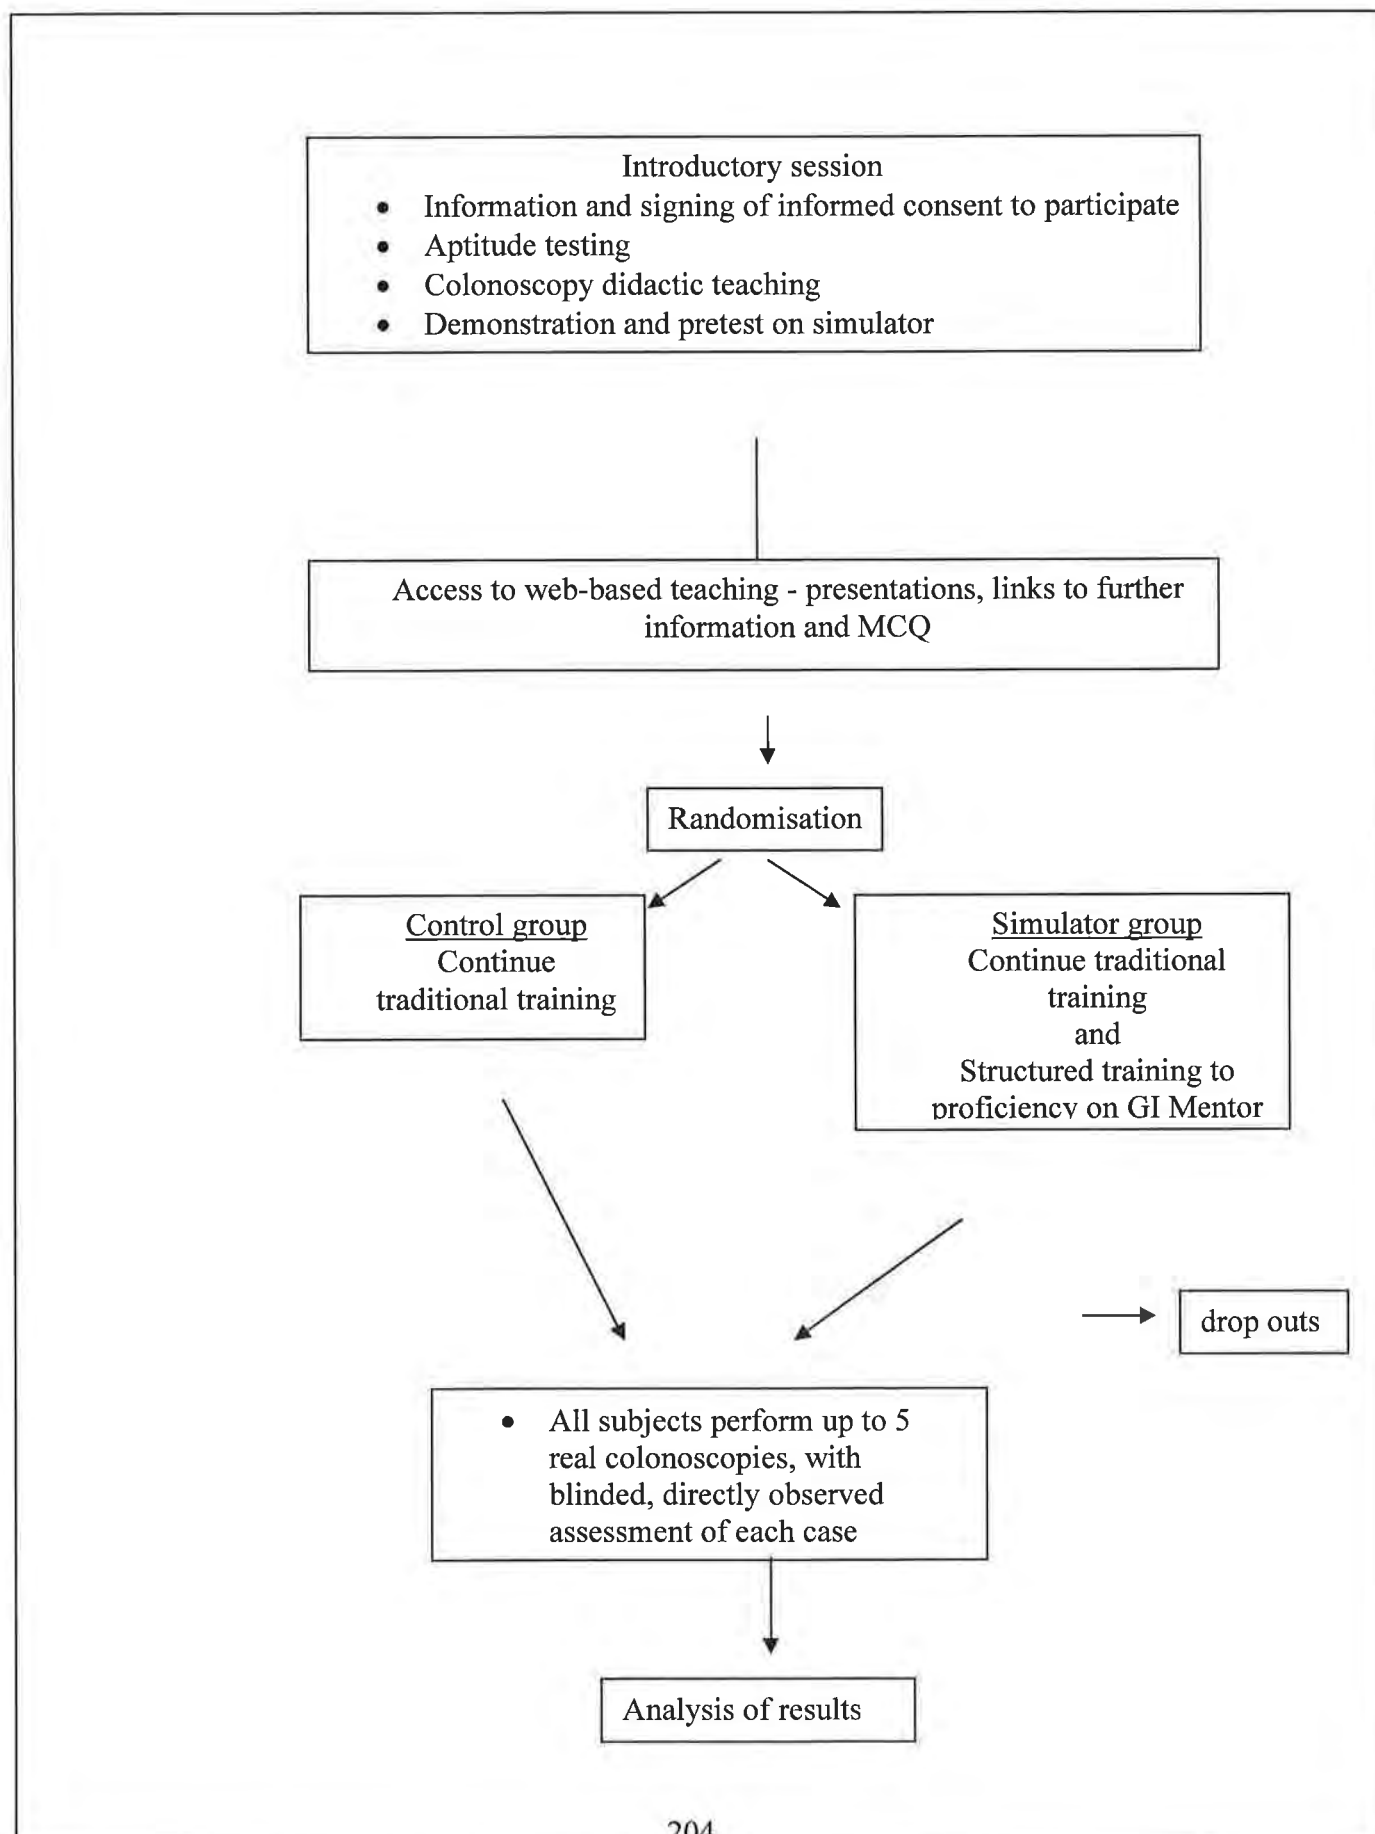 Introductory session
• Information and signing of informed consent to participate
• Aptitude testing
• Colonoscopy didactic teaching
• Demonstration and pretest on simulator
Access to web-based teaching - presentations, links to further
information and MCQ
Randomisation
Control group
Continue
traditional training
Simulator group
Continue traditional
training
and
Structured training to
proficiency on GI Mentor
drop outs
• All subjects perform up to 5
real colonoscopies, with
blinded, directly observed
assessment of each case
Analysis of results
204